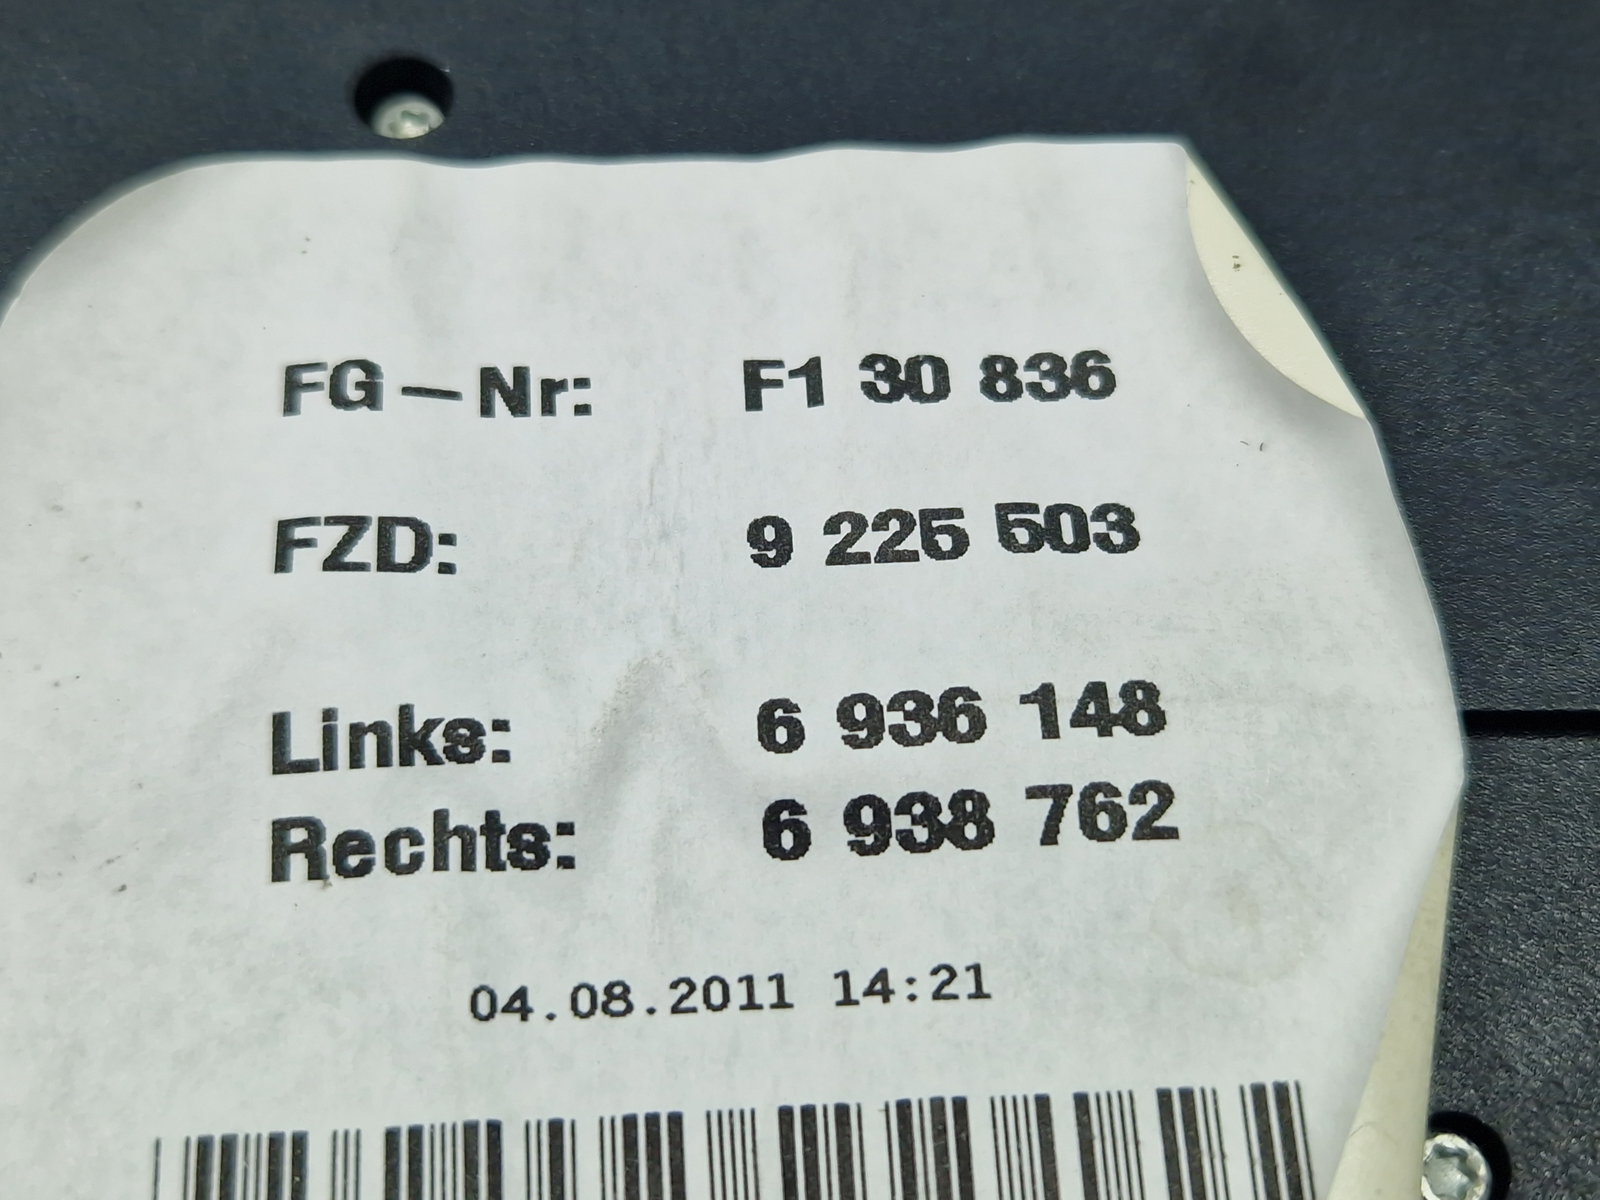 FG-Nr: F1 30 836
FZD: 9 225 503
Links: 6 936 148
Rechts: 6 938 762
04.08.2011 14:21